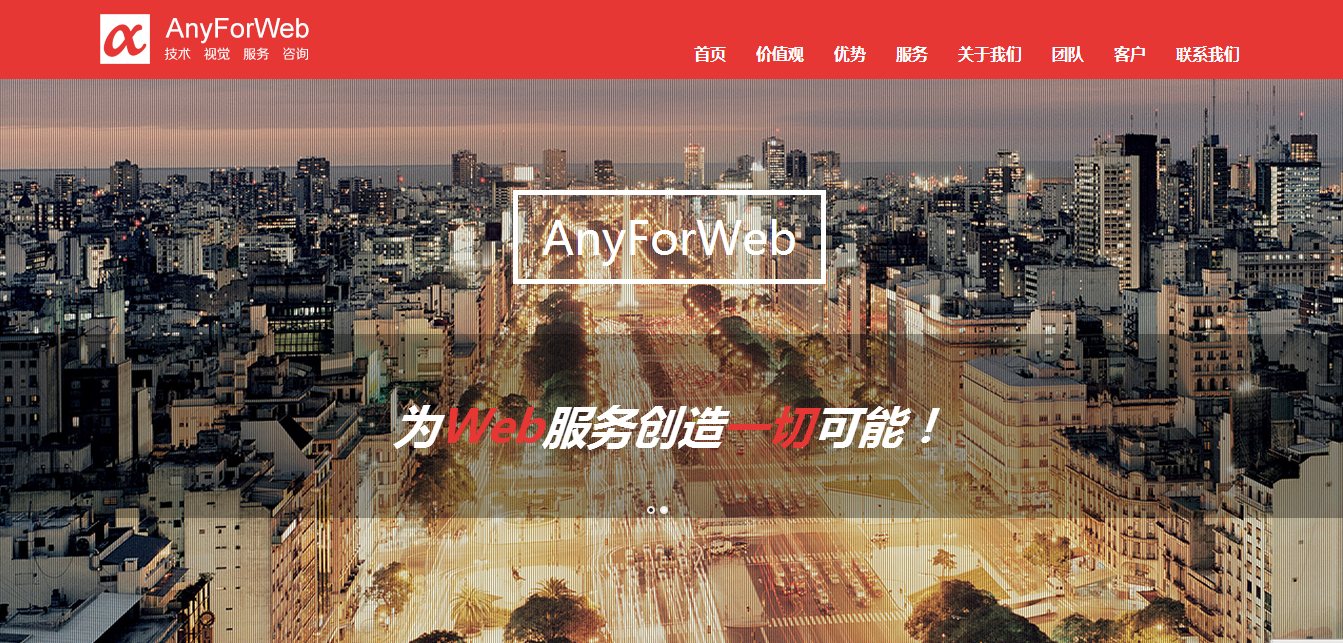 α
AnyForWeb
技术 视觉 服务 咨询
首页 价值观 优势 服务 关于我们 团队 客户 联系我们
AnyForWeb
为Web服务创造一切可能！